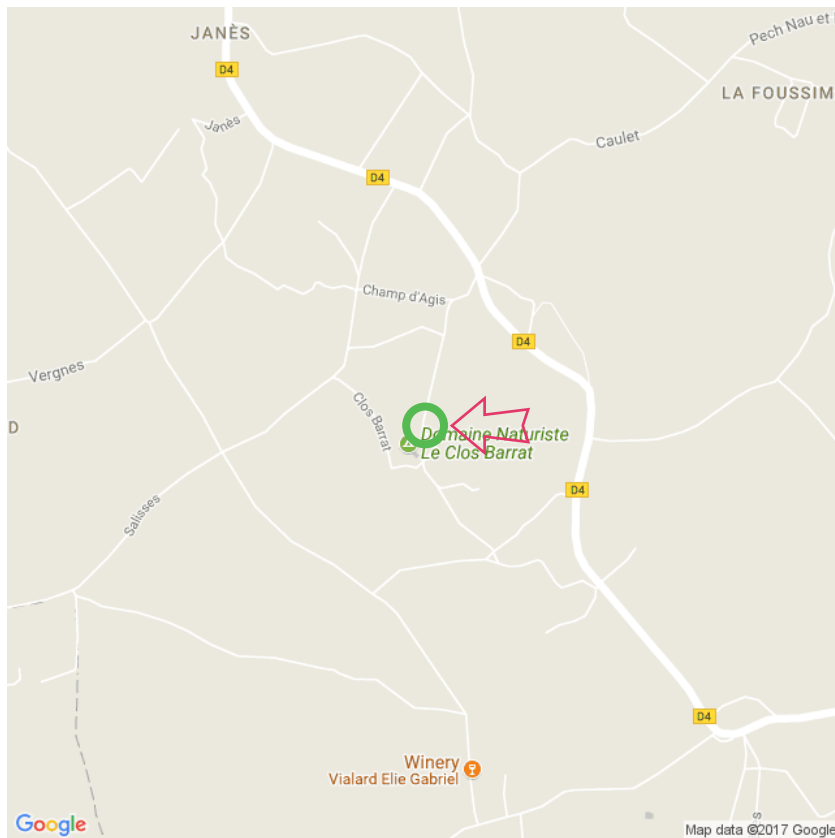 JANÈS
Pech Nau et
D4
LA FOUSSIM
Janès
Caulet
D4
Champ d'Agis
D4
Vergnes
Clos Barrat
D
Domaine Naturiste
Le Clos Barrat
D4
Salisses
D4
Winery
Vialard Elie Gabriel
Google
Map data ©2017 Google